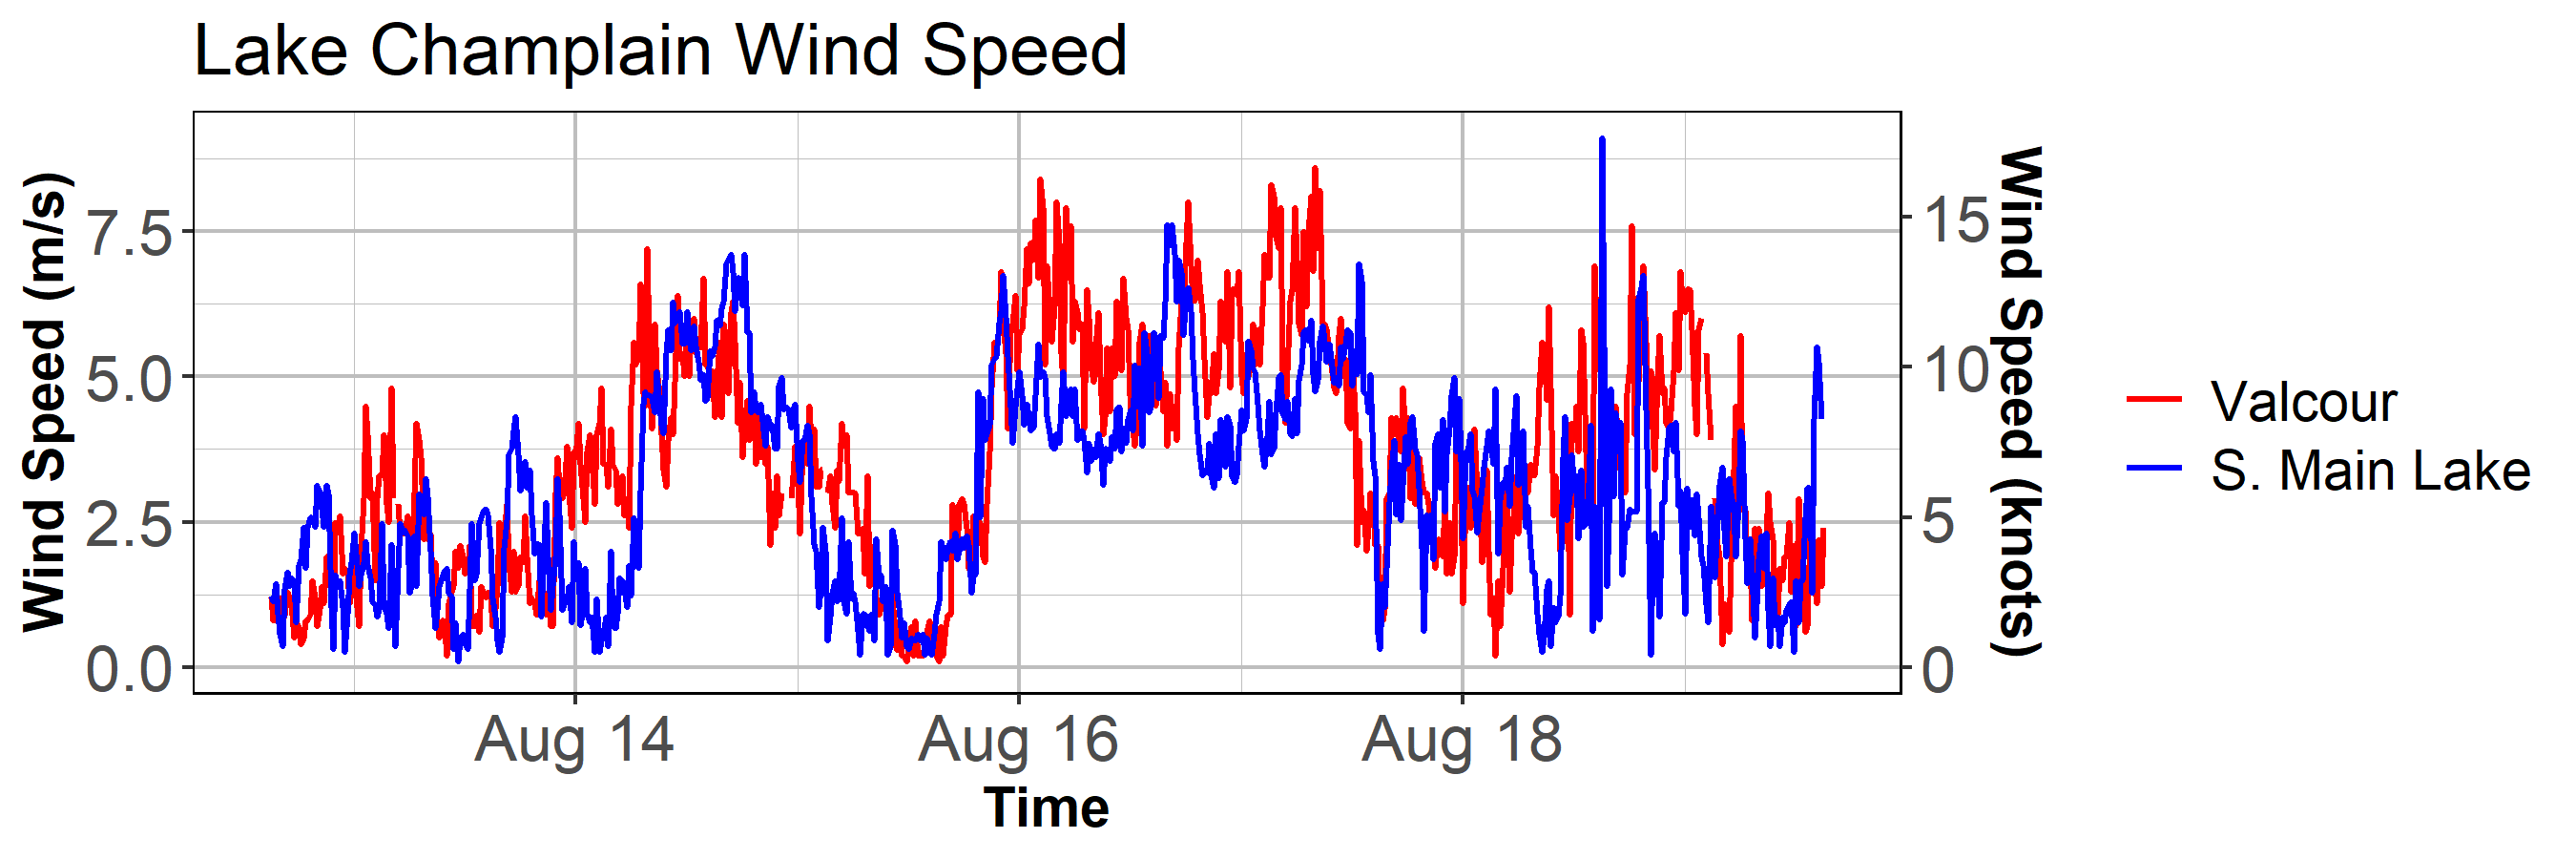 Lake Champlain Wind Speed
Wind Speed (m/s)
7.5
5.0
2.5
0.0
15
10
5
0
Wind Speed (knots)
Aug 14
Aug 16
Aug 18
Time
Valcour
S. Main Lake